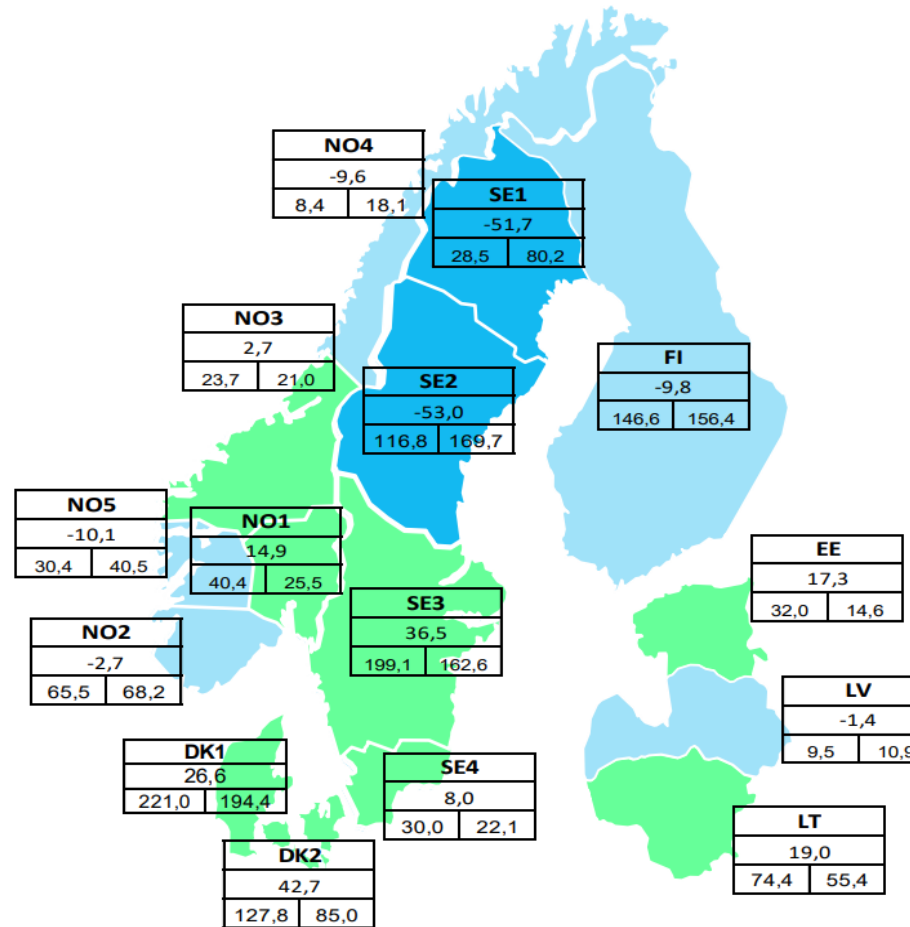 NO4
-9,6
8,4 18,1
SE1
-51,7
28,5 80,2
NO3
2,7
23,7 21,0
FI
-9,8
146,6 156,4
SE2
-53,0
116,8 169,7
NO5
-10,1
30,4 40,5
NO1
14,9
40,4 25,5
EE
17,3
32,0 14,6
SE3
36,5
199,1 162,6
NO2
-2,7
65,5 68,2
LV
-1,4
9,5 10,9
DK1
26,6
221,0 194,4
SE4
8,0
30,0 22,1
LT
19,0
74,4 55,4
DK2
42,7
127,8 85,0